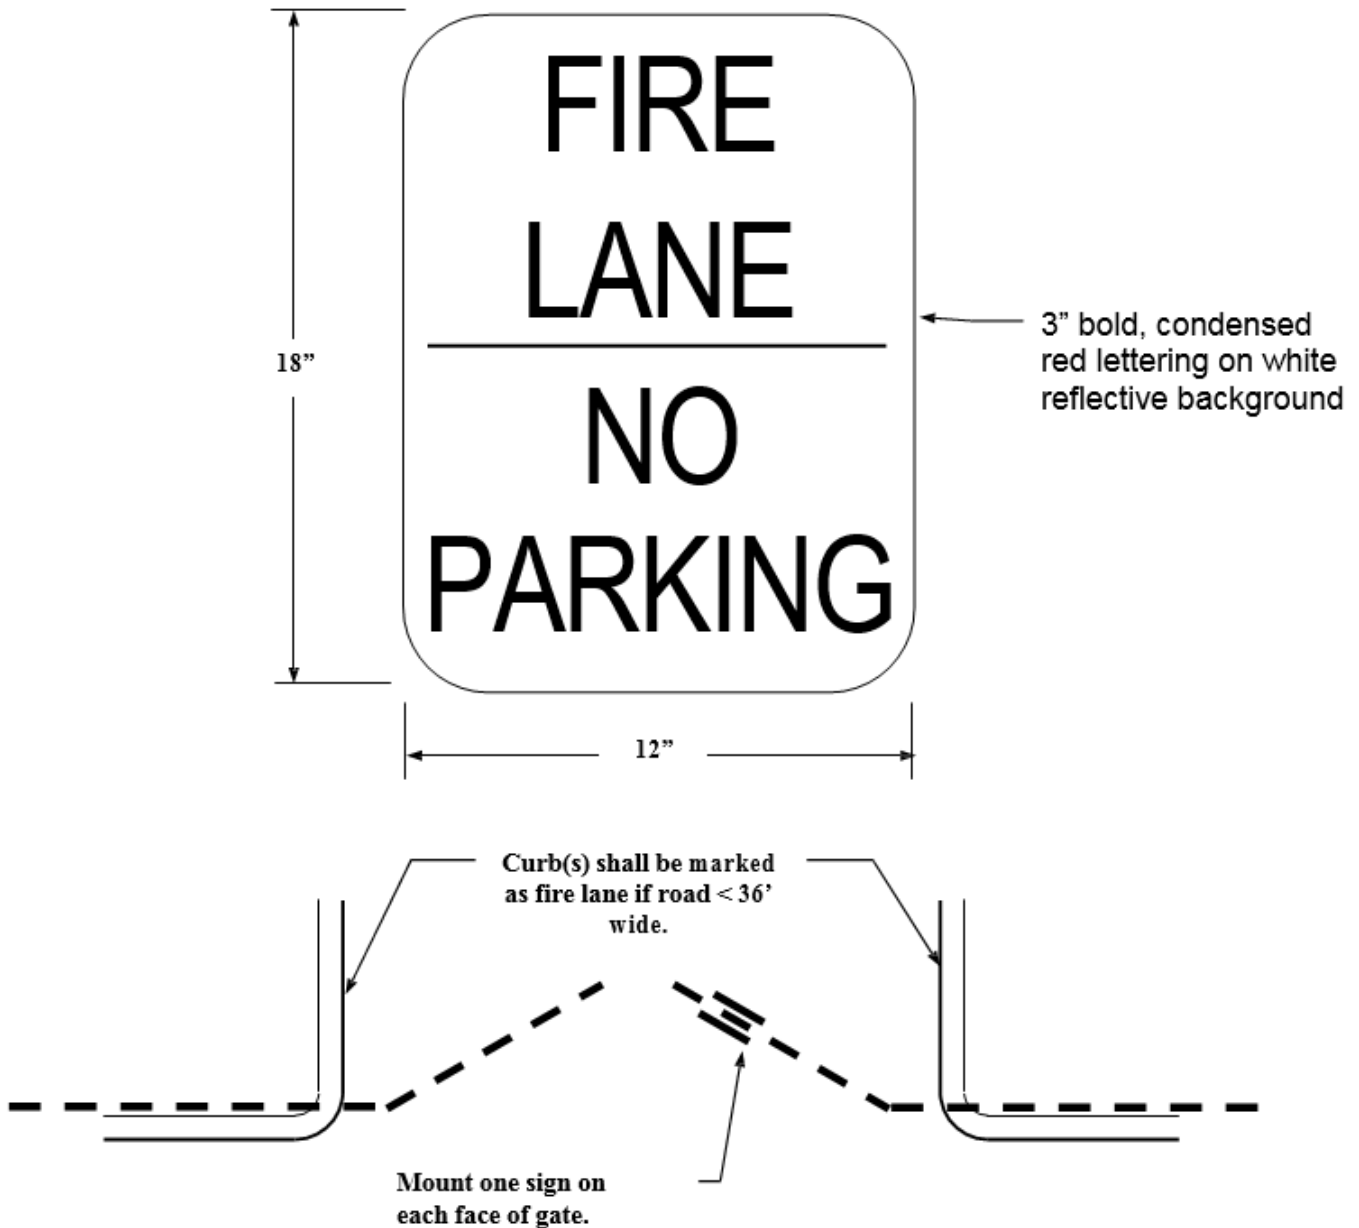 FIRE
LANE
NO
PARKING
18”
3” bold, condensed
red lettering on white
reflective background
12”
Curb(s) shall be marked
as fire lane if road < 36’
wide.
Mount one sign on
each face of gate.